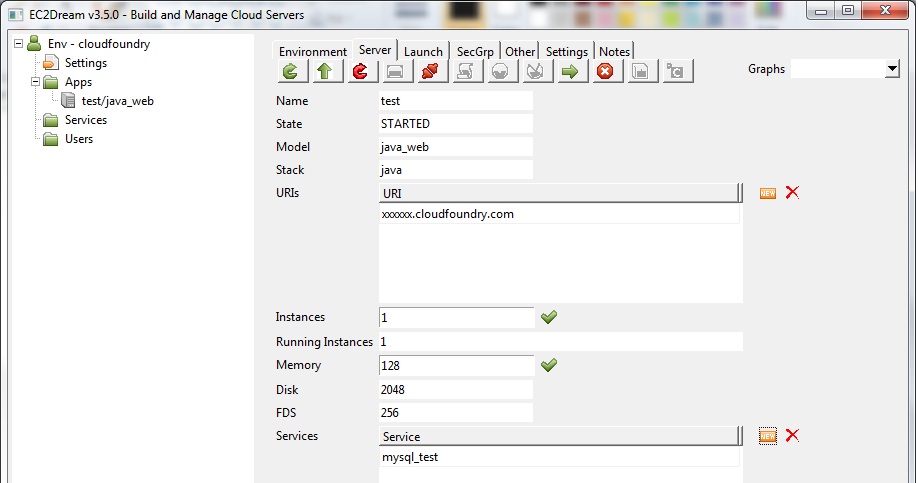 EC2Dream v3.5.0 - Build and Manage Cloud Servers
Env - cloudfoundry
Settings
Apps
test/java_web
Services
Users
Environment Server Launch SecGrp Other Settings Notes
Graphs
Name test
State STARTED
Model java_web
Stack java
URIs URI NEW
xxxxxx.cloudfoundry.com
Instances 1
Running Instances 1
Memory 128
Disk 2048
FDS 256
Services Service NEW
mysql_test